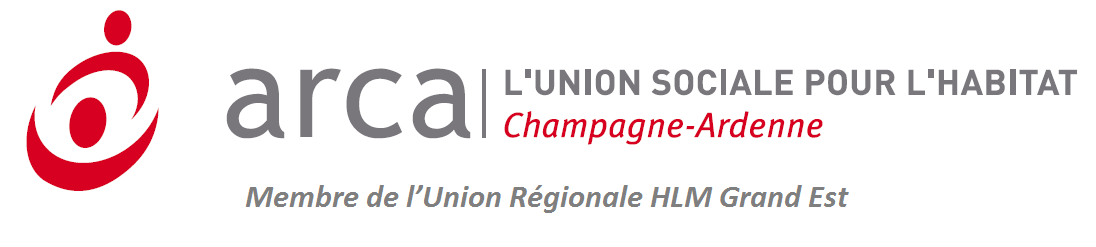 arca
L'UNION SOCIALE POUR L'HABITAT
Champagne-Ardenne
Membre de l’Union Régionale HLM Grand Est